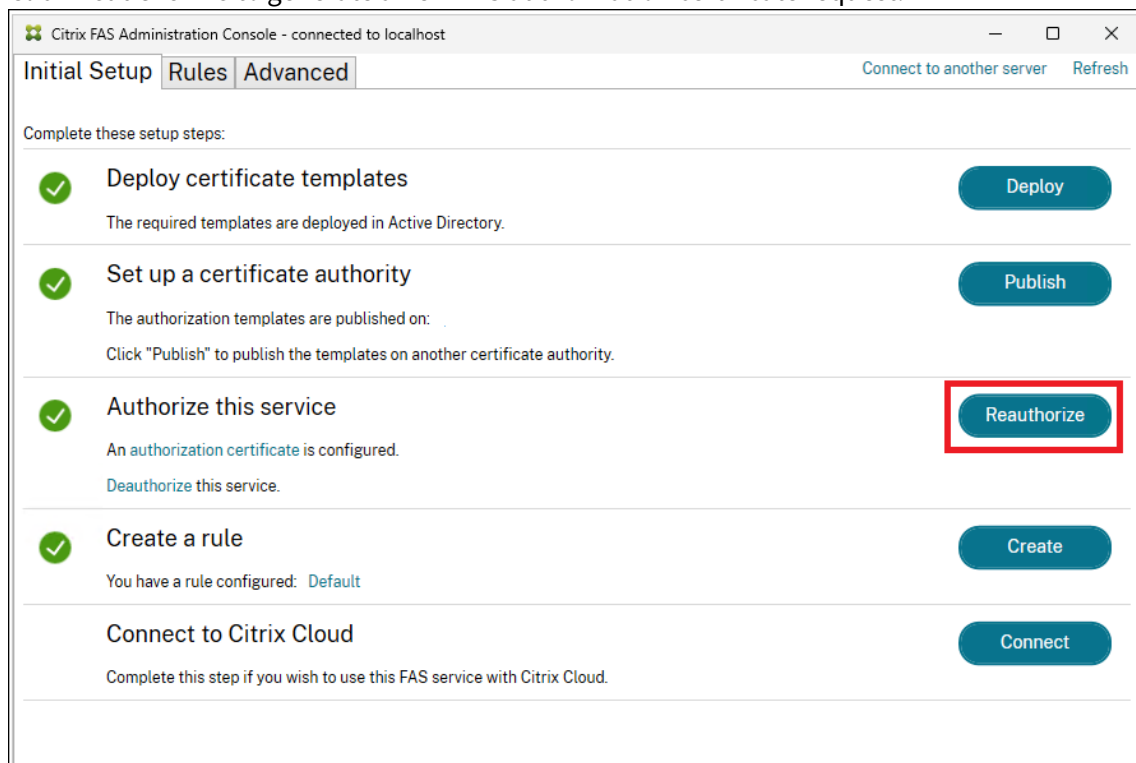 Citrix FAS Administration Console - connected to localhost
Initial Setup Rules Advanced Connect to another server Refresh
Complete these setup steps:
Deploy certificate templates
Deploy
The required templates are deployed in Active Directory.
Set up a certificate authority
Publish
The authorization templates are published on:
Click "Publish" to publish the templates on another certificate authority.
Authorize this service
Reauthorize
An authorization certificate is configured.
Deauthorize this service.
Create a rule
Create
You have a rule configured: Default
Connect to Citrix Cloud
Connect
Complete this step if you wish to use this FAS service with Citrix Cloud.